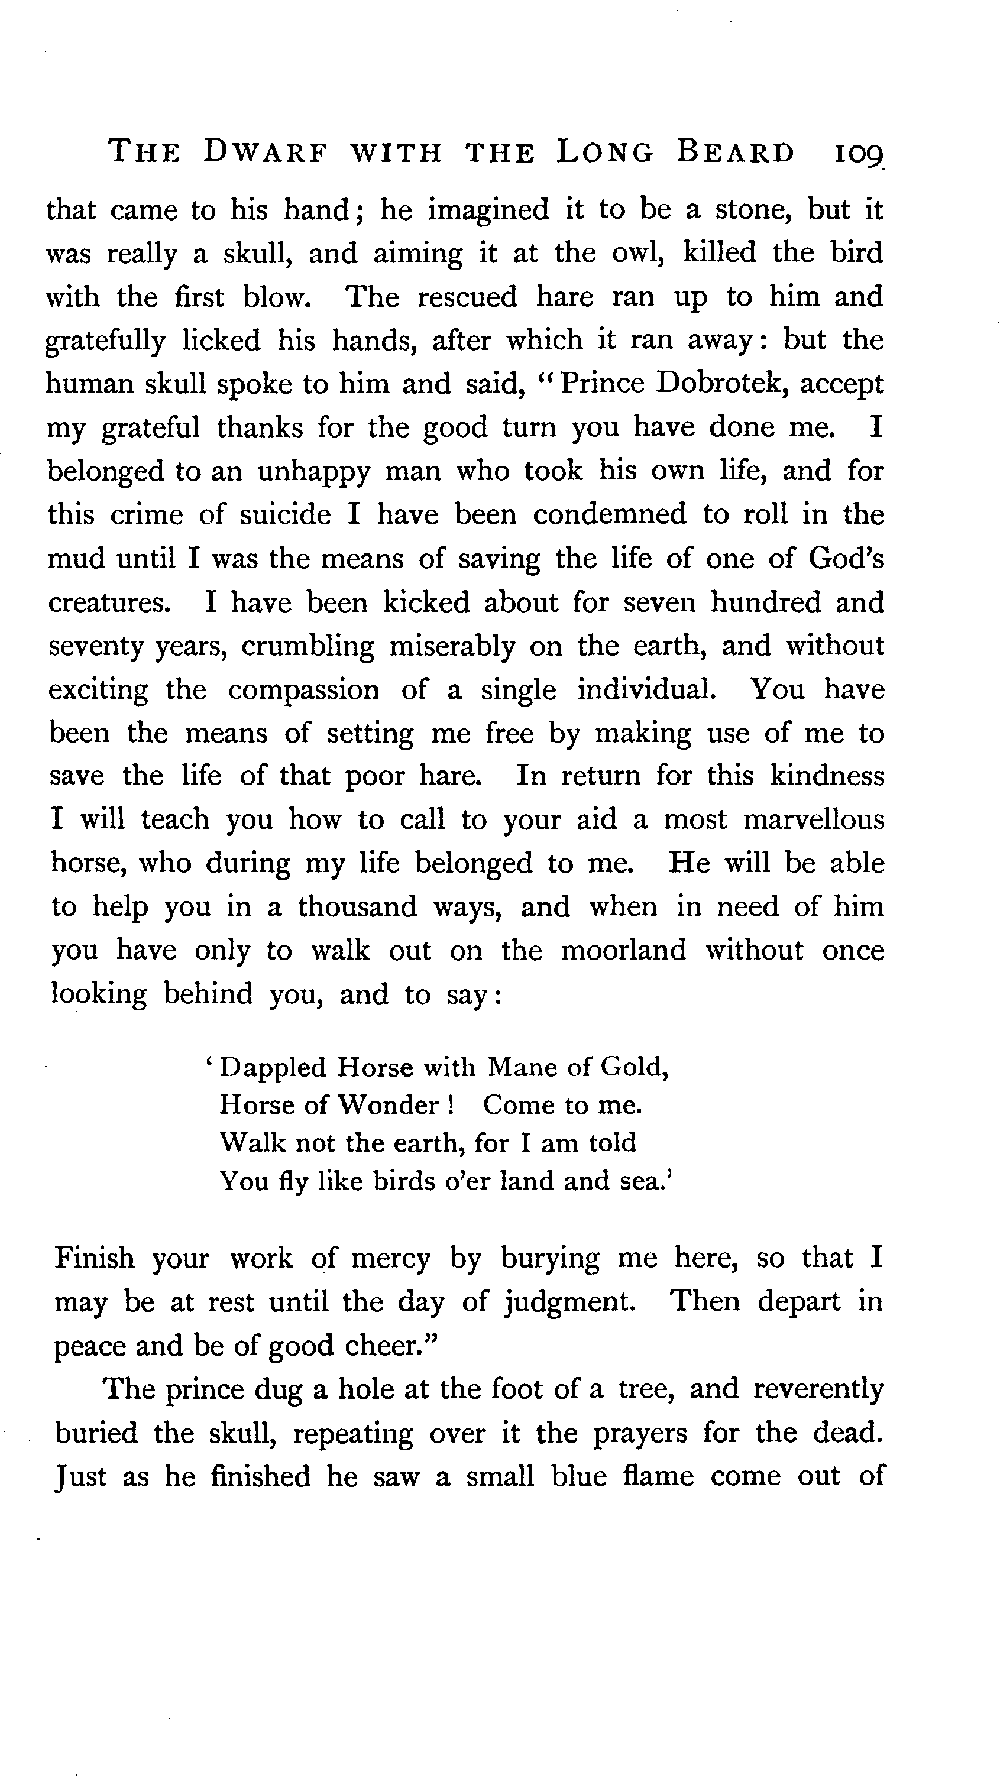 THE DWARF WITH THE LONG BEARD 109
that came to his hand; he imagined it to be a stone, but it
was really a skull, and aiming it at the owl, killed the bird
with the first blow. The rescued hare ran up to him and
gratefully licked his hands, after which it ran away: but the
human skull spoke to him and said, "Prince Dobrotek, accept
my grateful thanks for the good turn you have done me. I
belonged to an unhappy man who took his own life, and for
this crime of suicide I have been condemned to roll in the
mud until I was the means of saving the life of one of God's
creatures. I have been kicked about for seven hundred and
seventy years, crumbling miserably on the earth, and without
exciting the compassion of a single individual. You have
been the means of setting me free by making use of me to
save the life of that poor hare. In return for this kindness
I will teach you how to call to your aid a most marvellous
horse, who during my life belonged to me. He will be able
to help you in a thousand ways, and when in need of him
you have only to walk out on the moorland without once
looking behind you, and to say:
'Dappled Horse with Mane of Gold,
Horse of Wonder! Come to me.
Walk not the earth, for I am told
You fly like birds o'er land and sea.'
Finish your work of mercy by burying me here, so that I
may be at rest until the day of judgment. Then depart in
peace and be of good cheer."
The prince dug a hole at the foot of a tree, and reverently
buried the skull, repeating over it the prayers for the dead.
Just as he finished he saw a small blue flame come out of